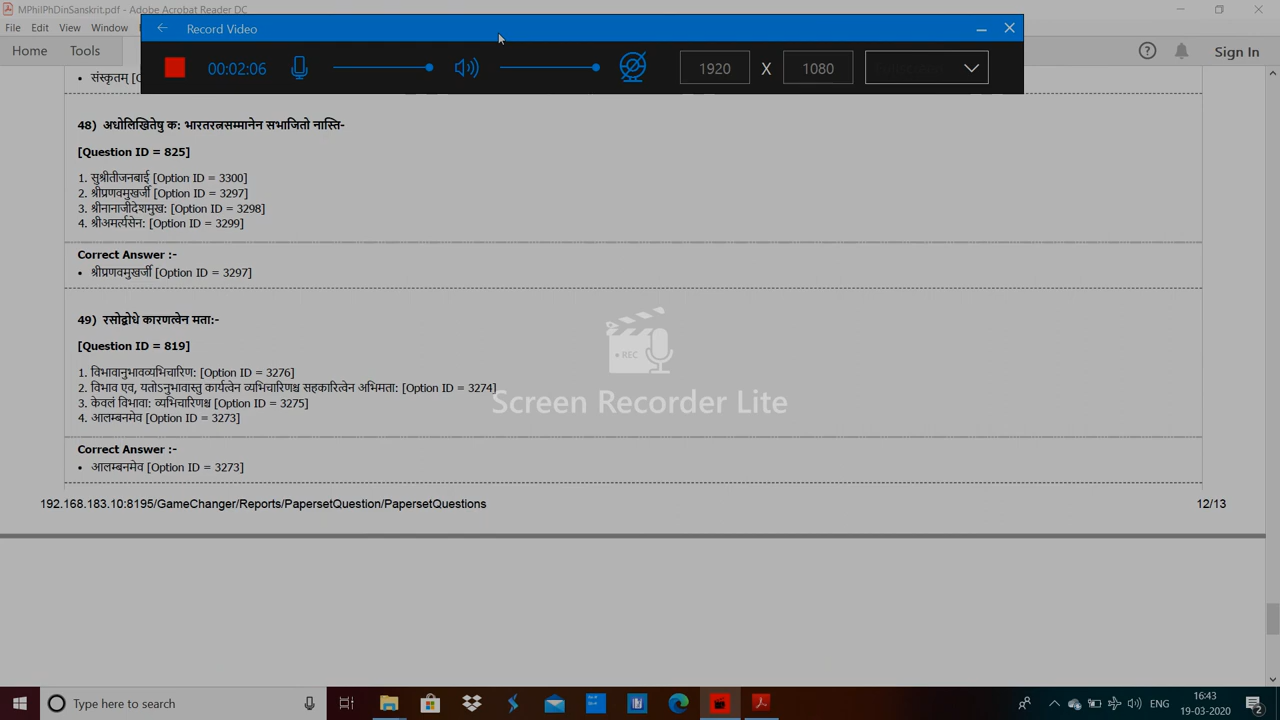 MPhilPhDinSanskrit.pdf - Adobe Acrobat Reader DC
File Edit View Window
Record Video
Home Tools
00:02:06
1920 X 1080
Sign In
48) अधोलिखितेषु क: भारतरत्नसम्मानेन सभाजितो नास्ति-
[Question ID = 825]
1. सुश्रीतीजनबाई [Option ID = 3300]
2. श्रीप्रणवमुखर्जी [Option ID = 3297]
3. श्रीनानाजीदेशमुख: [Option ID = 3298]
4. श्रीअमर्त्यसेन: [Option ID = 3299]
Correct Answer :-
• श्रीप्रणवमुखर्जी [Option ID = 3297]
49) रसोद्बोधे कारणत्वेन मता:-
[Question ID = 819]
1. विभावानुभावव्यभिचारिण: [Option ID = 3276]
2. विभाव एव, यतोऽनुभावास्तु कार्यत्वेन व्यभिचारिणश्च सहकारित्वेन अभिमता: [Option ID = 3274]
3. केवलं विभावा: व्यभिचारिणश्च [Option ID = 3275]
4. आलम्बनमेव [Option ID = 3273]
REC
Screen Recorder Lite
Correct Answer :-
• आलम्बनमेव [Option ID = 3273]
192.168.183.10:8195/GameChanger/Reports/PapersetQuestion/PapersetQuestions 12/13
Type here to search
ENG
16:43
19-03-2020
2